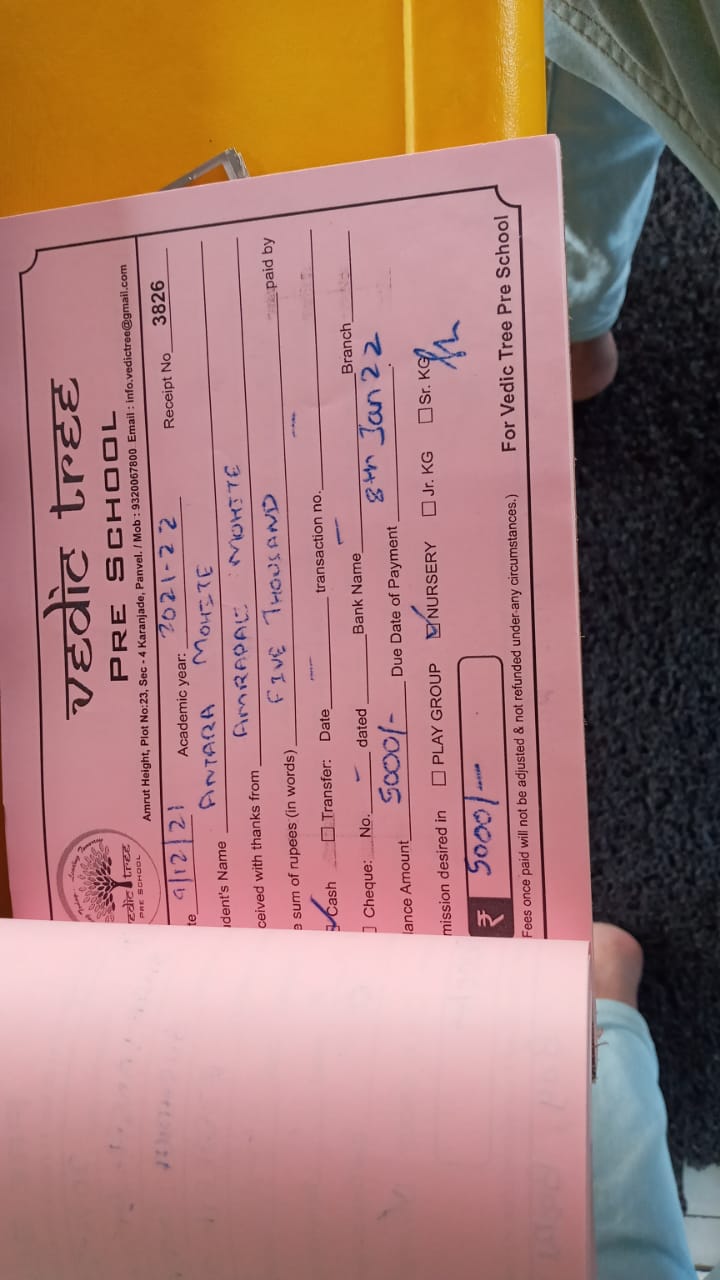 vedic tree
PRE SCHOOL
vedic tree
PRE SCHOOL
Amrut Height, Plot No:23, Sec - 4 Karanjade, Panvel. / Mob : 9320067800 Email : info.vedictree@gmail.com
te 9/12/21 Academic year: 2021-22 Receipt No 3826
dent's Name ANTARA MOHITE
ceived with thanks from AMRAPALI MOHITE
e sum of rupees (in words) FIVE THOUSAND — paid by
Cash Transfer: Date — transaction no.
Cheque: No. — dated Bank Name — Branch
lance Amount 5000/- Due Date of Payment 8th Jan 22
mission desired in PLAY GROUP NURSERY Jr. KG Sr. KG
₹ 5000/-
Fees once paid will not be adjusted & not refunded under any circumstances.) For Vedic Tree Pre School